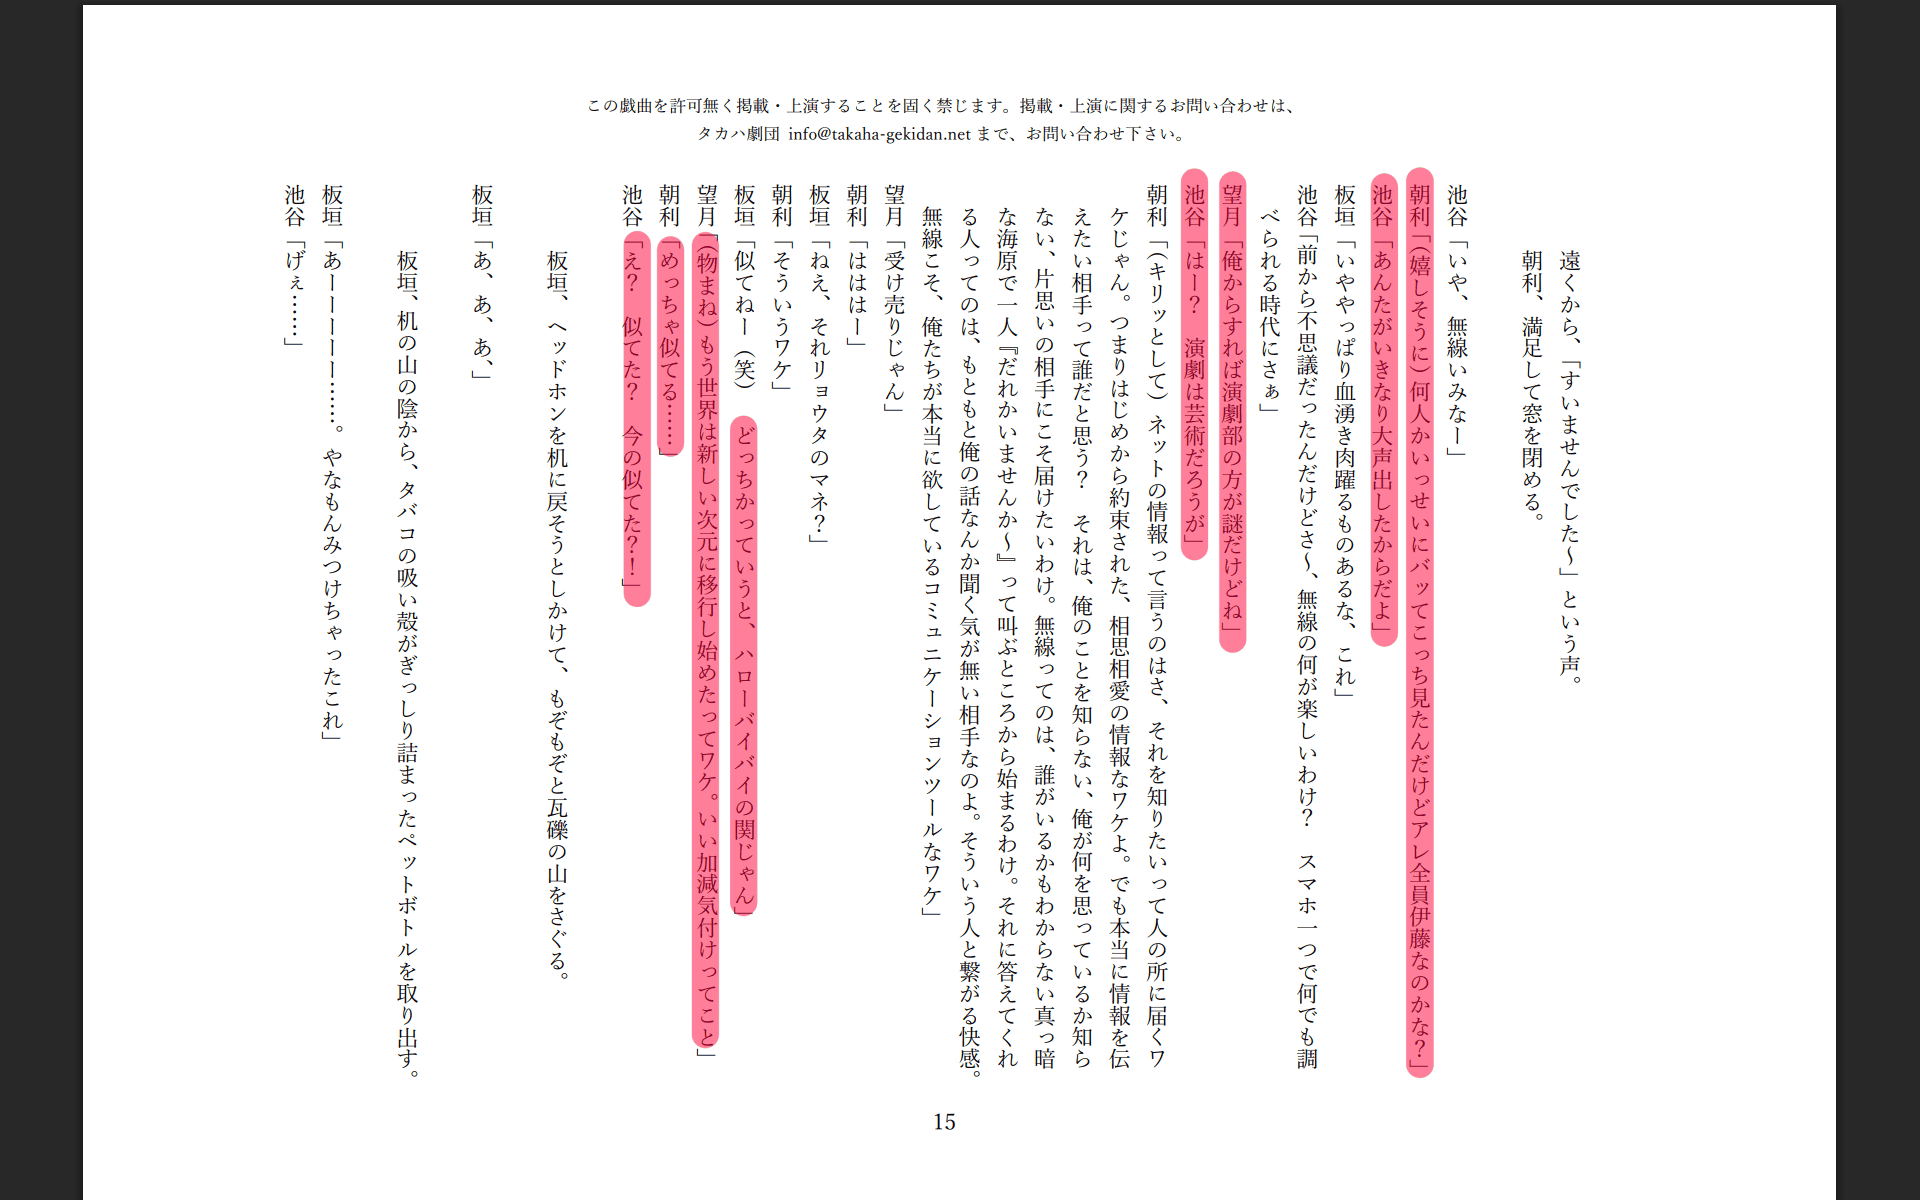 この戯曲を許可無く掲載・上演することを固く禁じます。掲載・上演に関するお問い合わせは、
タカハ劇団 info@takaha-gekidan.net まで、お問い合わせ下さい。
遠くから、「すいませんでした～」という声。
朝利、満足して窓を閉める。
池谷「いや、無線いみなー」
朝利「(嬉しそうに)何人かいっせいにバッてこっち見たんだけどアレ全員伊藤なのかな？」
池谷「あんたがいきなり大声出したからだよ」
板垣「いややっぱり血湧き肉躍るものあるな、これ」
池谷「前から不思議だったんだけどさ～、無線の何が楽しいわけ？　スマホ一つで何でも調
べられる時代にさぁ」
望月「俺からすれば演劇部の方が謎だけどね」
池谷「はー？　演劇は芸術だろうが」
朝利「(キリッとして)ネットの情報って言うのはさ、それを知りたいって人の所に届くワ
ケじゃん。つまりはじめから約束された、相思相愛の情報なワケよ。でも本当に情報を伝
えたい相手って誰だと思う？　それは、俺のことを知らない、俺が何を思っているか知ら
ない、片思いの相手にこそ届けたいわけ。無線ってのは、誰がいるかもわからない真っ暗
な海原で一人『だれかいませんか～』って叫ぶところから始まるわけ。それに答えてくれ
る人ってのは、もともと俺の話なんか聞く気が無い相手なのよ。そういう人と繋がる快感。
無線こそ、俺たちが本当に欲しているコミュニケーションツールなワケ」
望月「受け売りじゃん」
朝利「はははー」
板垣「ねえ、それリョウタのマネ？」
朝利「そういうワケ」
板垣「似てねー（笑）　どっちかっていうと、ハローバイバイの関じゃん」
望月「(物まね)もう世界は新しい次元に移行し始めたってワケ。いい加減気付けってこと」
朝利「めっちゃ似てる……」
池谷「え？　似てた？　今の似てた？！」
板垣、ヘッドホンを机に戻そうとしかけて、もぞもぞと瓦礫の山をさぐる。
板垣「あ、あ、あ、」
板垣、机の山の陰から、タバコの吸い殻がぎっしり詰まったペットボトルを取り出す。
板垣「あーーーーー……。やなもんみつけちゃったこれ」
池谷「げぇ……」
15